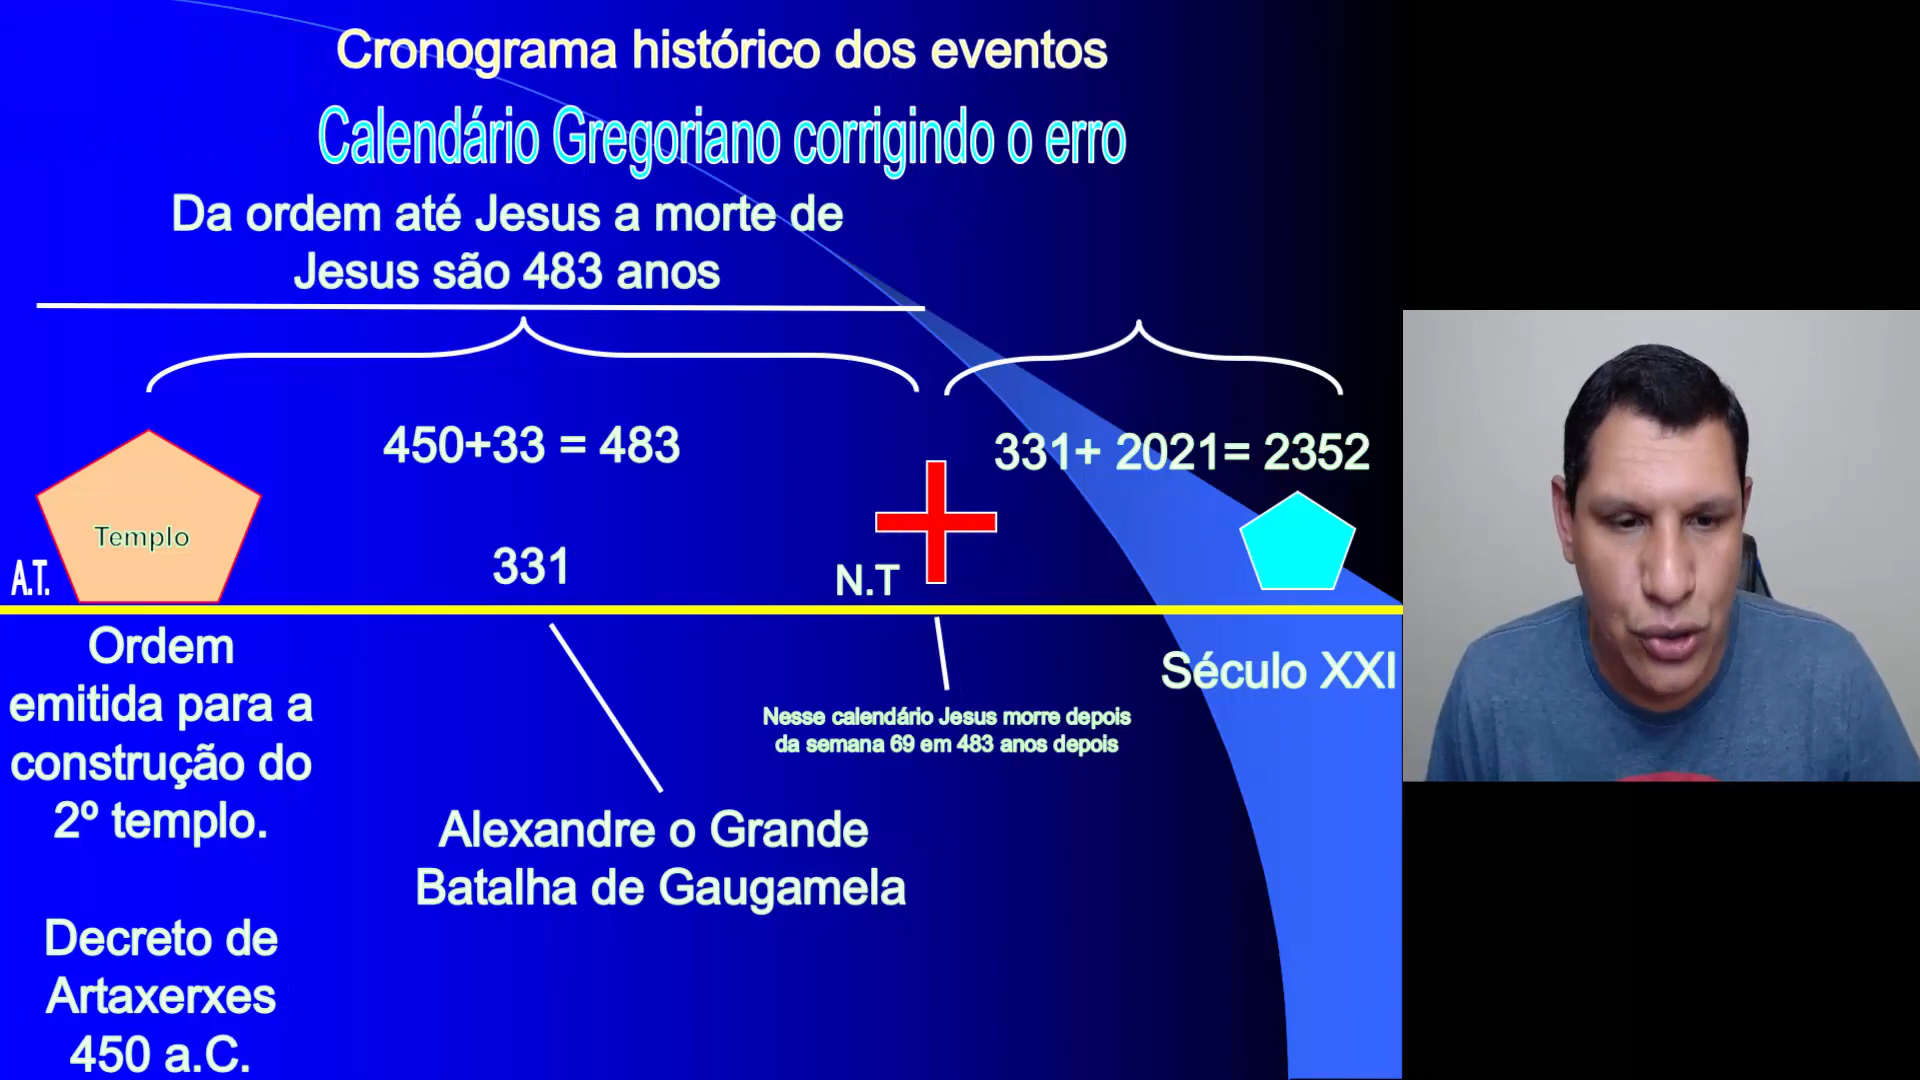 Cronograma histórico dos eventos
Calendário Gregoriano corrigindo o erro
Da ordem até Jesus a morte de
Jesus são 483 anos
450+33 = 483
331+ 2021= 2352
Templo
A.T.
331
N.T
Ordem
emitida para a
construção do
2º templo.
Século XXI
Nesse calendário Jesus morre depois
da semana 69 em 483 anos depois
Alexandre o Grande
Batalha de Gaugamela
Decreto de
Artaxerxes
450 a.C.